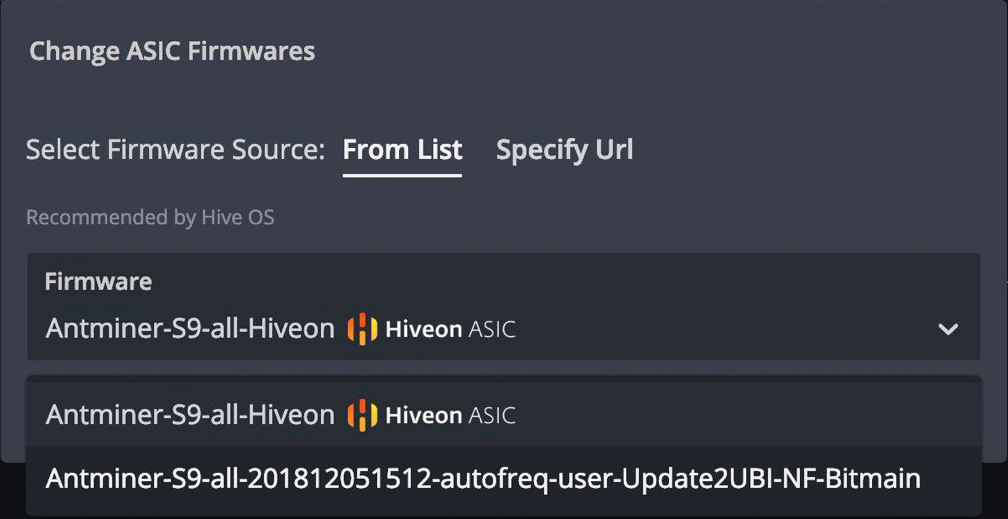 Change ASIC Firmwares
Select Firmware Source: From List Specify Url
Recommended by Hive OS
Firmware
Antminer-S9-all-Hiveon Hiveon ASIC
Antminer-S9-all-Hiveon Hiveon ASIC
Antminer-S9-all-201812051512-autofreq-user-Update2UBI-NF-Bitmain